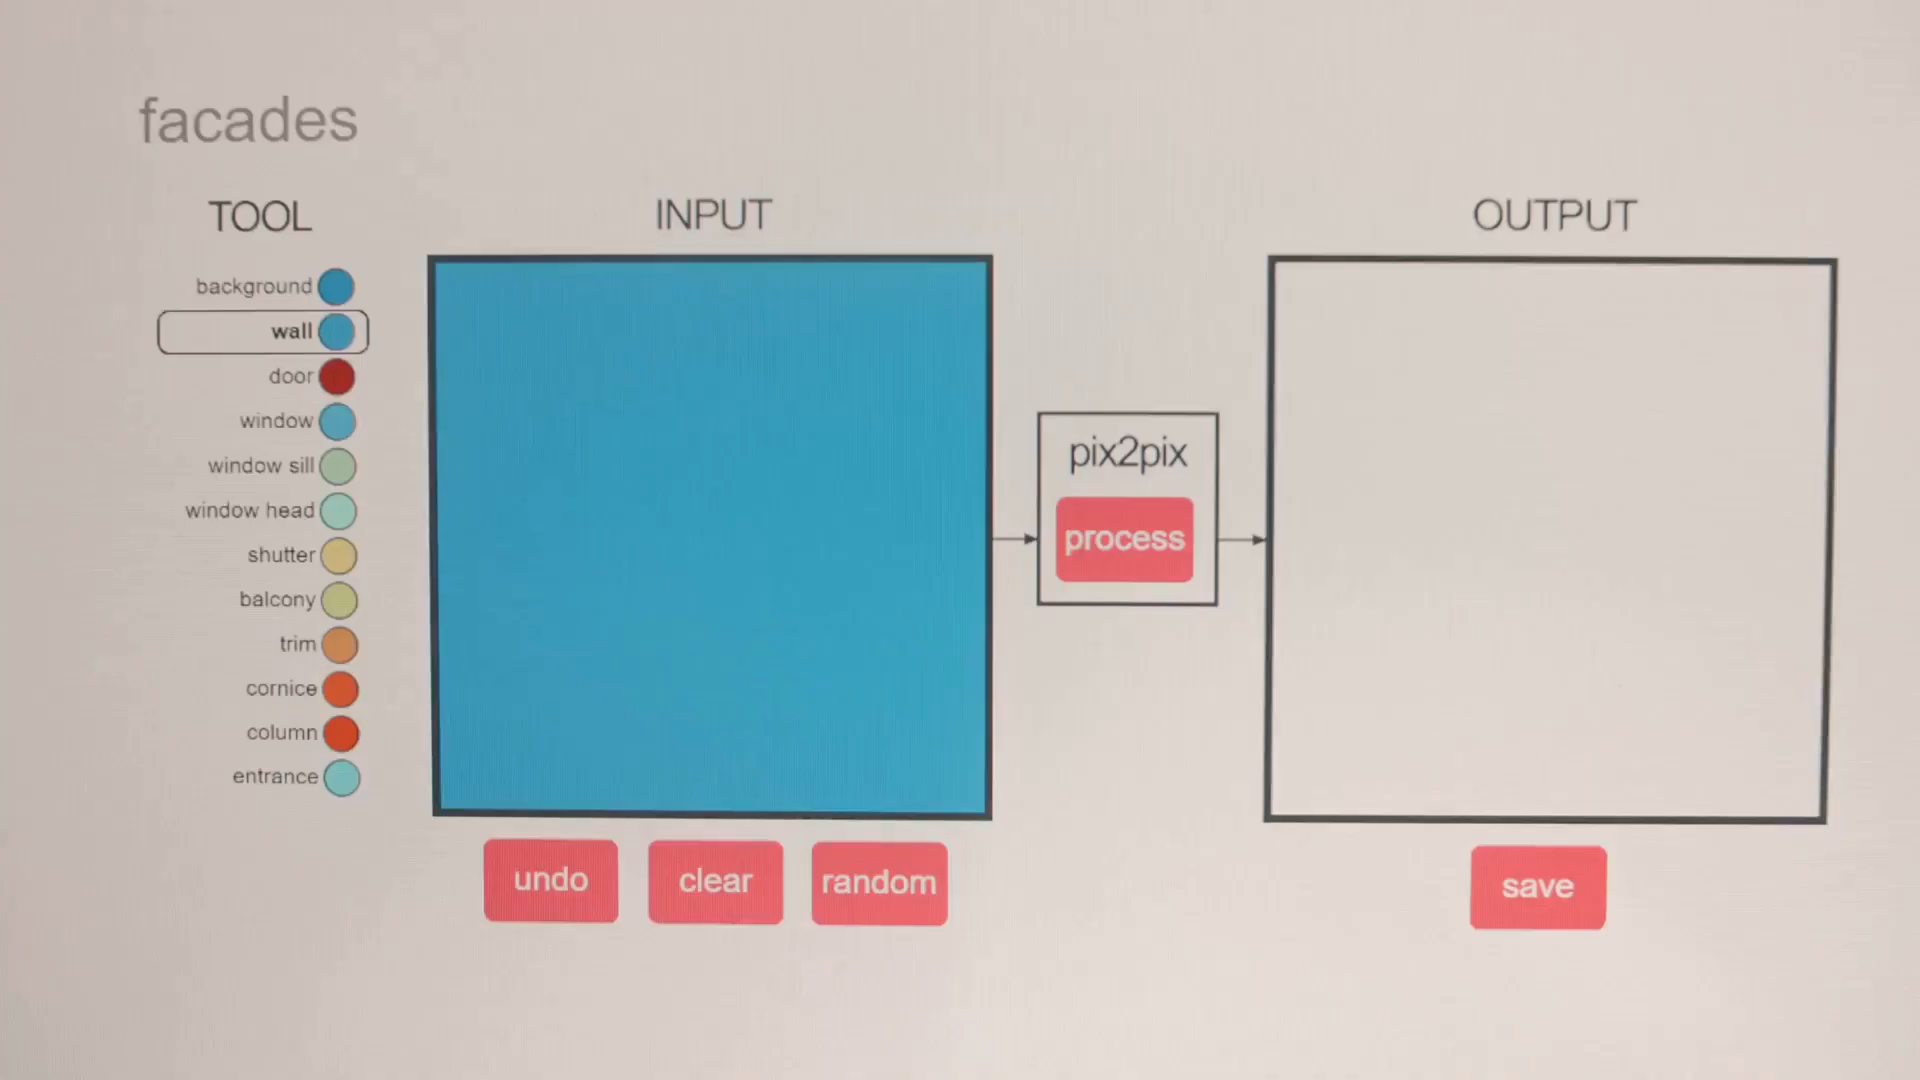 facades
TOOL
INPUT
OUTPUT
background
wall
door
window
window sill
window head
shutter
balcony
trim
cornice
column
entrance
pix2pix
process
undo
clear
random
save